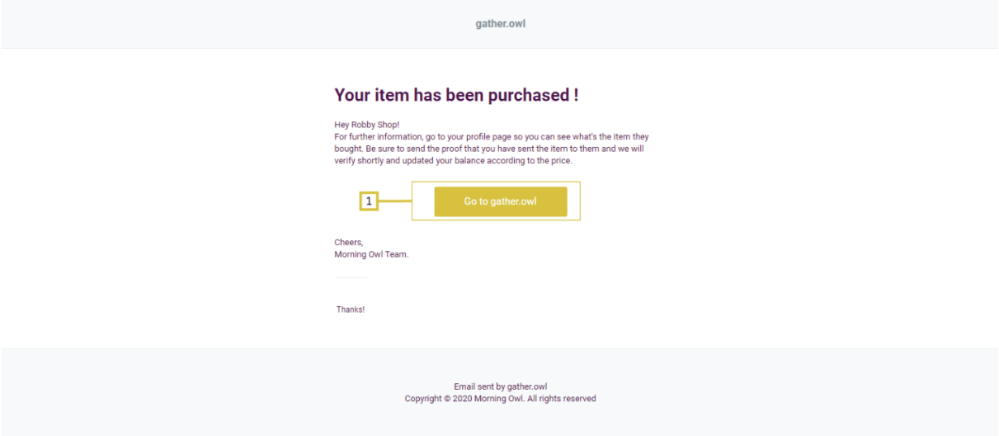 gather.owl
Your item has been purchased !
Hey Robby Shop!
For further information, go to your profile page so you can see what's the item they
bought. Be sure to send the proof that you have sent the item to them and we will
verify shortly and updated your balance according to the price.
1
Go to gather.owl
Cheers,
Morning Owl Team.
Thanks!
Email sent by gather.owl
Copyright © 2020 Morning Owl. All rights reserved